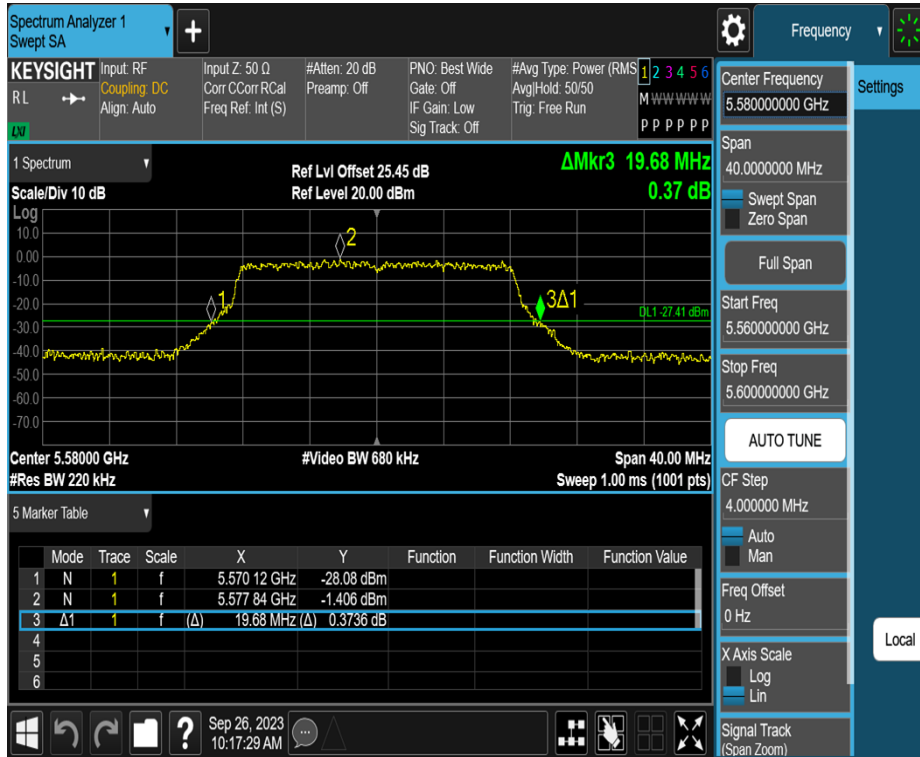 Spectrum Analyzer 1
Swept SA
+
Frequency
KEYSIGHT
R L
LXI
Input: RF
Coupling: DC
Align: Auto
Input Z: 50 Ω
Corr CCorr RCal
Freq Ref: Int (S)
#Atten: 20 dB
Preamp: Off
PNO: Best Wide
Gate: Off
IF Gain: Low
Sig Track: Off
#Avg Type: Power (RMS
Avg|Hold: 50/50
Trig: Free Run
1 2 3 4 5 6
M W W W W W
P P P P P P
1 Spectrum
Scale/Div 10 dB
Ref Lvl Offset 25.45 dB
Ref Level 20.00 dBm
ΔMkr3 19.68 MHz
0.37 dB
Log
10.0
0.00
-10.0
-20.0
-30.0
-40.0
-50.0
-60.0
-70.0
1
2
3Δ1
DL1 -27.41 dBm
Center 5.58000 GHz
#Video BW 680 kHz
Span 40.00 MHz
#Res BW 220 kHz
Sweep 1.00 ms (1001 pts)
5 Marker Table
Mode Trace Scale X Y Function Function Width Function Value
1 N 1 f 5.570 12 GHz -28.08 dBm
2 N 1 f 5.577 84 GHz -1.406 dBm
3 Δ1 1 f (Δ) 19.68 MHz (Δ) 0.3736 dB
4
5
6
?
Sep 26, 2023
10:17:29 AM
Center Frequency
5.580000000 GHz
Span
40.0000000 MHz
Swept Span
Zero Span
Full Span
Start Freq
5.560000000 GHz
Stop Freq
5.600000000 GHz
AUTO TUNE
CF Step
4.000000 MHz
Auto
Man
Freq Offset
0 Hz
X Axis Scale
Log
Lin
Signal Track
(Span Zoom)
Settings
Local